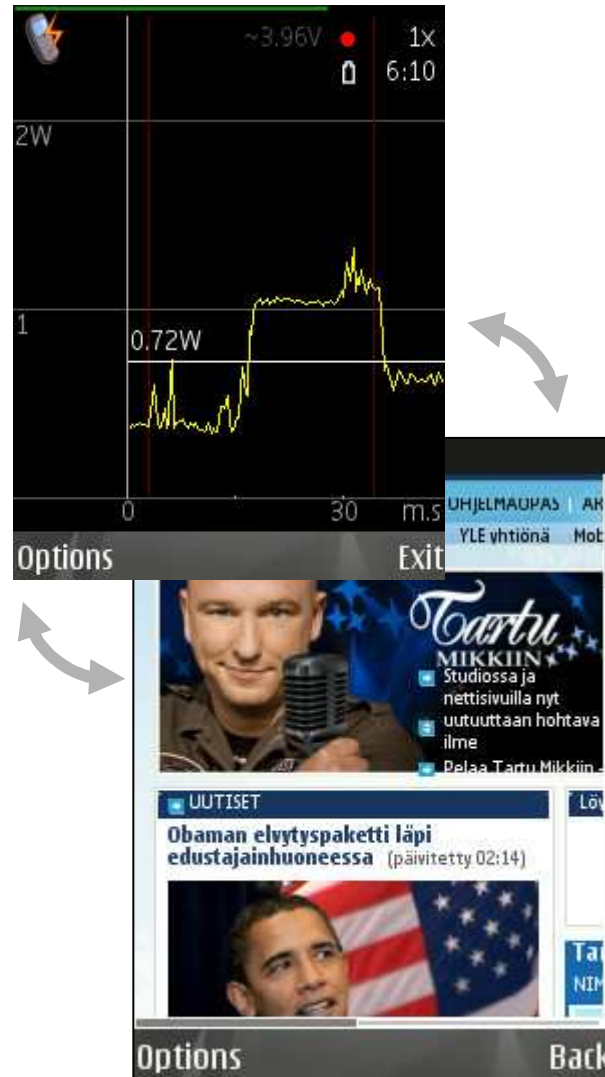 ~3.96V 1x
6:10
2W
1
0.72W
0 30 m.s
Options Exit
OHJELMAOPAS
YLE yhtiönä
Tartu
MIKKIIN
Studiossa ja
nettisivuilla nyt
uutuuttaan hohtava
ilme
Pelaa Tartu Mikkiin -
UUTISET
Obaman elvytyspaketti läpi
edustajainhuoneessa (päivitetty 02:14)
Options Back